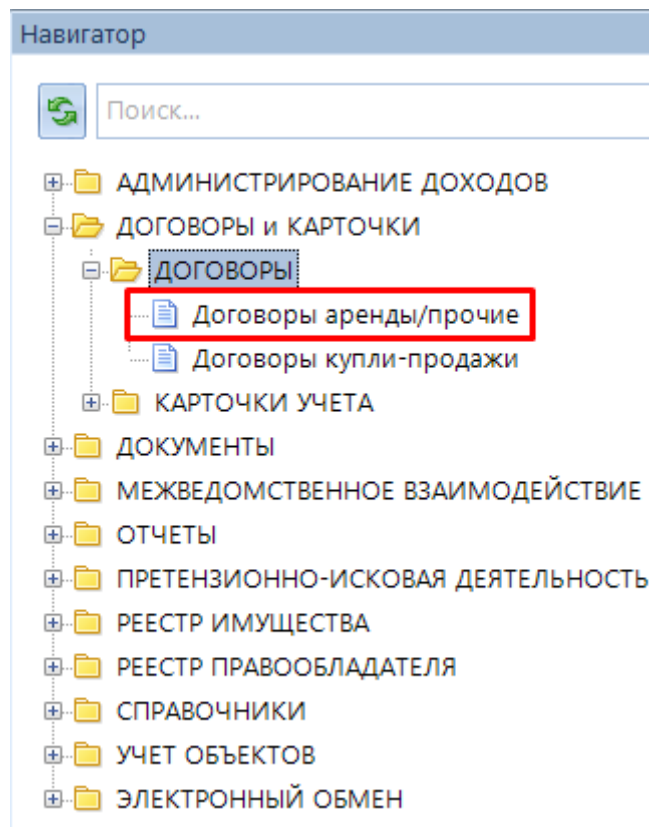 Навигатор
Поиск...
АДМИНИСТРИРОВАНИЕ ДОХОДОВ
ДОГОВОРЫ и КАРТОЧКИ
ДОГОВОРЫ
Договоры аренды/прочие
Договоры купли-продажи
КАРТОЧКИ УЧЕТА
ДОКУМЕНТЫ
МЕЖВЕДОМСТВЕННОЕ ВЗАИМОДЕЙСТВИЕ
ОТЧЕТЫ
ПРЕТЕНЗИОННО-ИСКОВАЯ ДЕЯТЕЛЬНОСТЬ
РЕЕСТР ИМУЩЕСТВА
РЕЕСТР ПРАВООБЛАДАТЕЛЯ
СПРАВОЧНИКИ
УЧЕТ ОБЪЕКТОВ
ЭЛЕКТРОННЫЙ ОБМЕН